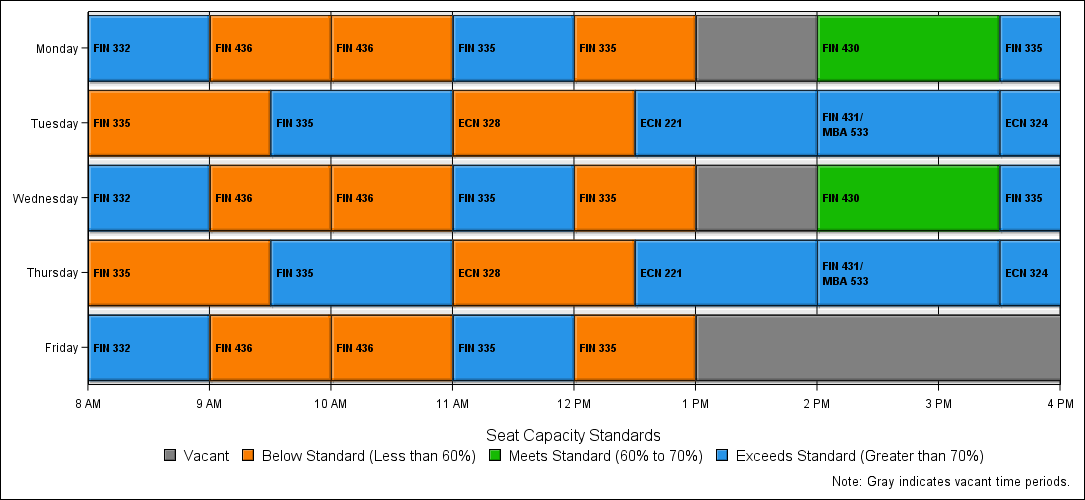 Monday
FIN 332
FIN 436
FIN 436
FIN 335
FIN 335
FIN 430
FIN 335
Tuesday
FIN 335
FIN 335
ECN 328
ECN 221
FIN 431/
MBA 533
ECN 324
Wednesday
FIN 332
FIN 436
FIN 436
FIN 335
FIN 335
FIN 430
FIN 335
Thursday
FIN 335
FIN 335
ECN 328
ECN 221
FIN 431/
MBA 533
ECN 324
Friday
FIN 332
FIN 436
FIN 436
FIN 335
FIN 335
8 AM 9 AM 10 AM 11 AM 12 PM 1 PM 2 PM 3 PM 4 PM
Seat Capacity Standards
Vacant Below Standard (Less than 60%) Meets Standard (60% to 70%) Exceeds Standard (Greater than 70%)
Note: Gray indicates vacant time periods.